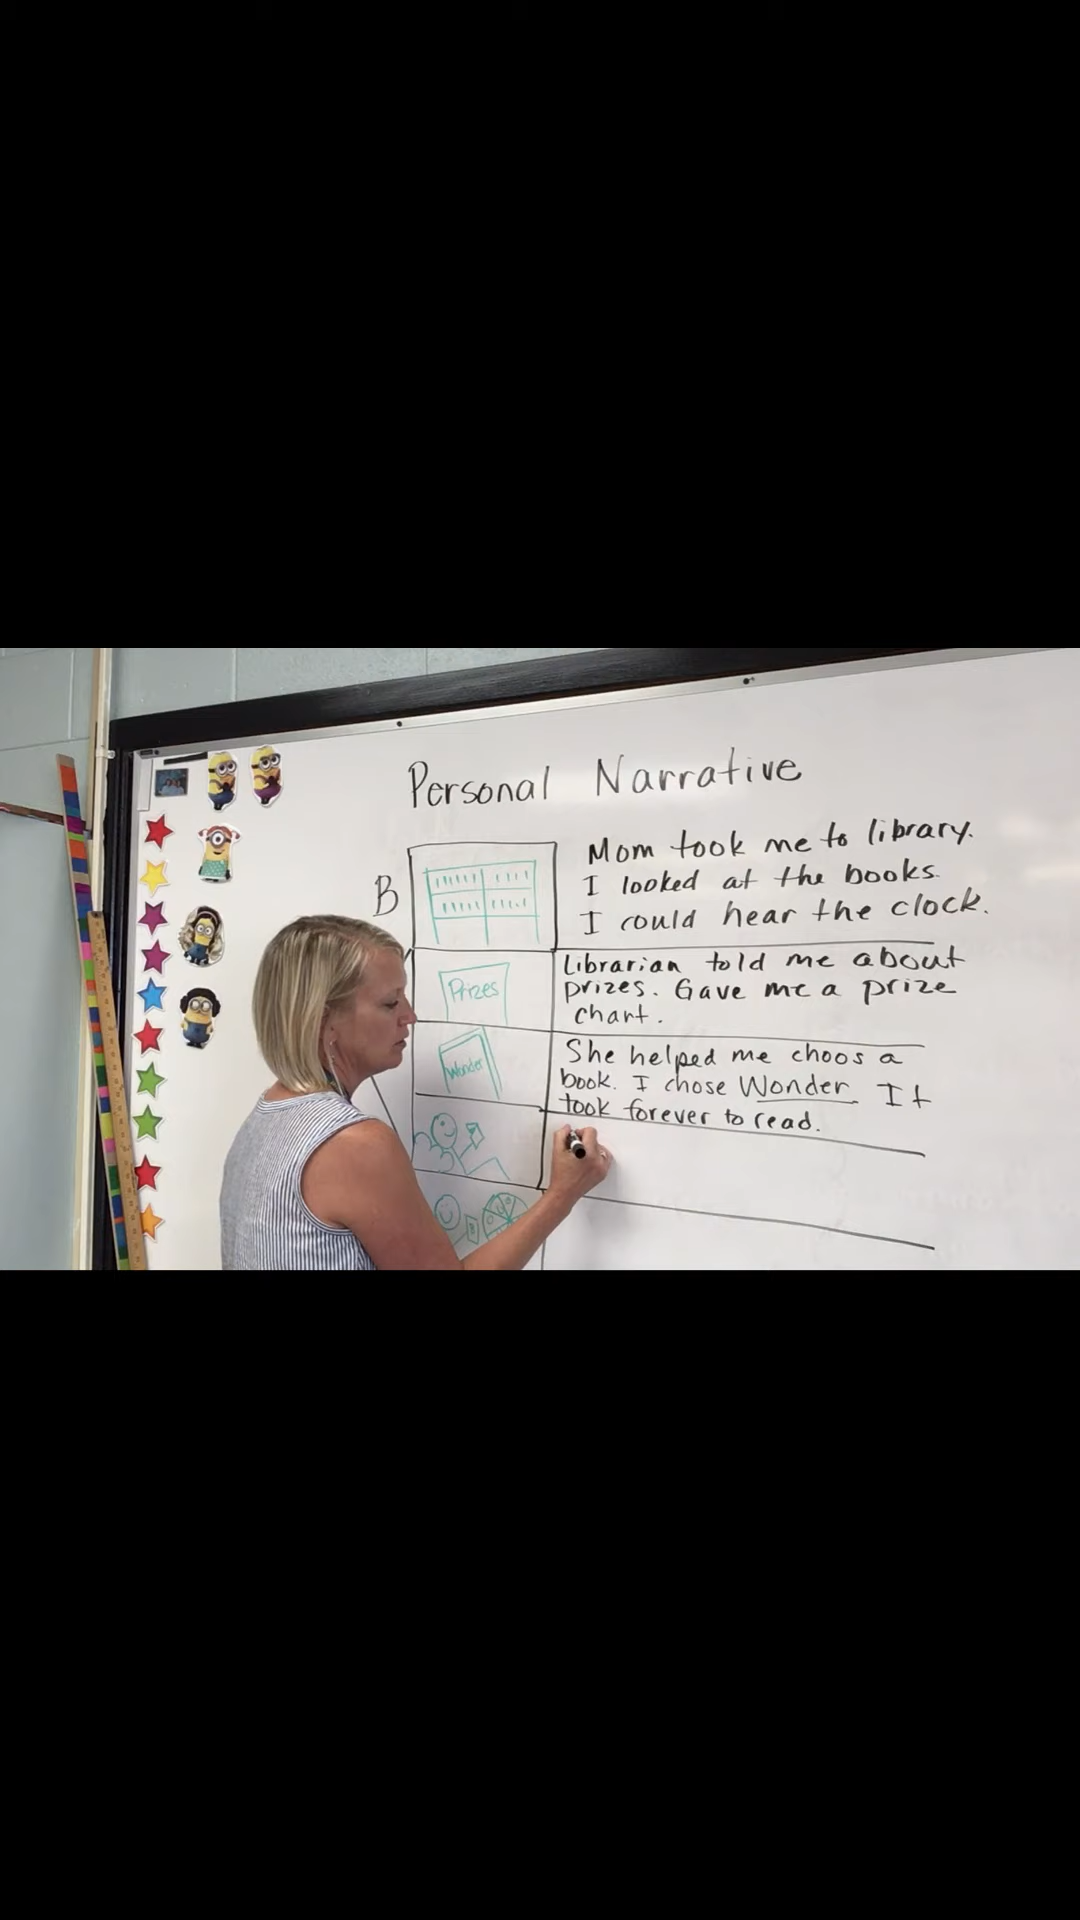 Personal Narrative
B
Mom took me to library.
I looked at the books.
I could hear the clock.
Prizes
Librarian told me about
prizes. Gave me a prize
chart.
Wonder
She helped me choos a
book. I chose Wonder. It
took forever to read.